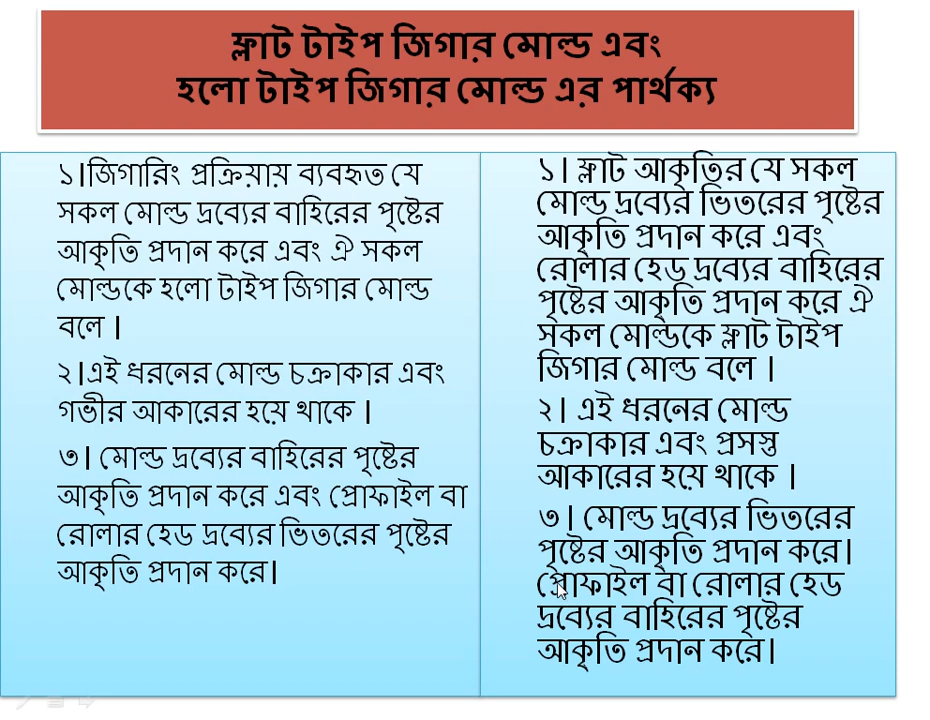 ফ্লাট টাইপ জিগার মোল্ড এবং
হলো টাইপ জিগার মোল্ড এর পার্থক্য
১।জিগারিং প্রক্রিয়ায় ব্যবহৃত যে
সকল মোল্ড দ্রব্যের বাহিরের পৃষ্টের
আকৃতি প্রদান করে এবং ঐ সকল
মোল্ডকে হলো টাইপ জিগার মোল্ড
বলে ।
২।এই ধরনের মোল্ড চক্রাকার এবং
গভীর আকারের হয়ে থাকে ।
৩। মোল্ড দ্রব্যের বাহিরের পৃষ্টের
আকৃতি প্রদান করে এবং প্রোফাইল বা
রোলার হেড দ্রব্যের ভিতরের পৃষ্টের
আকৃতি প্রদান করে।
১। ফ্লাট আকৃতির যে সকল
মোল্ড দ্রব্যের ভিতরের পৃষ্টের
আকৃতি প্রদান করে এবং
রোলার হেড দ্রব্যের বাহিরের
পৃষ্টের আকৃতি প্রদান করে ঐ
সকল মোল্ডকে ফ্লাট টাইপ
জিগার মোল্ড বলে ।
২। এই ধরনের মোল্ড
চক্রাকার এবং প্রসস্ত
আকারের হয়ে থাকে ।
৩। মোল্ড দ্রব্যের ভিতরের
পৃষ্টের আকৃতি প্রদান করে।
প্রোফাইল বা রোলার হেড
দ্রব্যের বাহিরের পৃষ্টের
আকৃতি প্রদান করে।